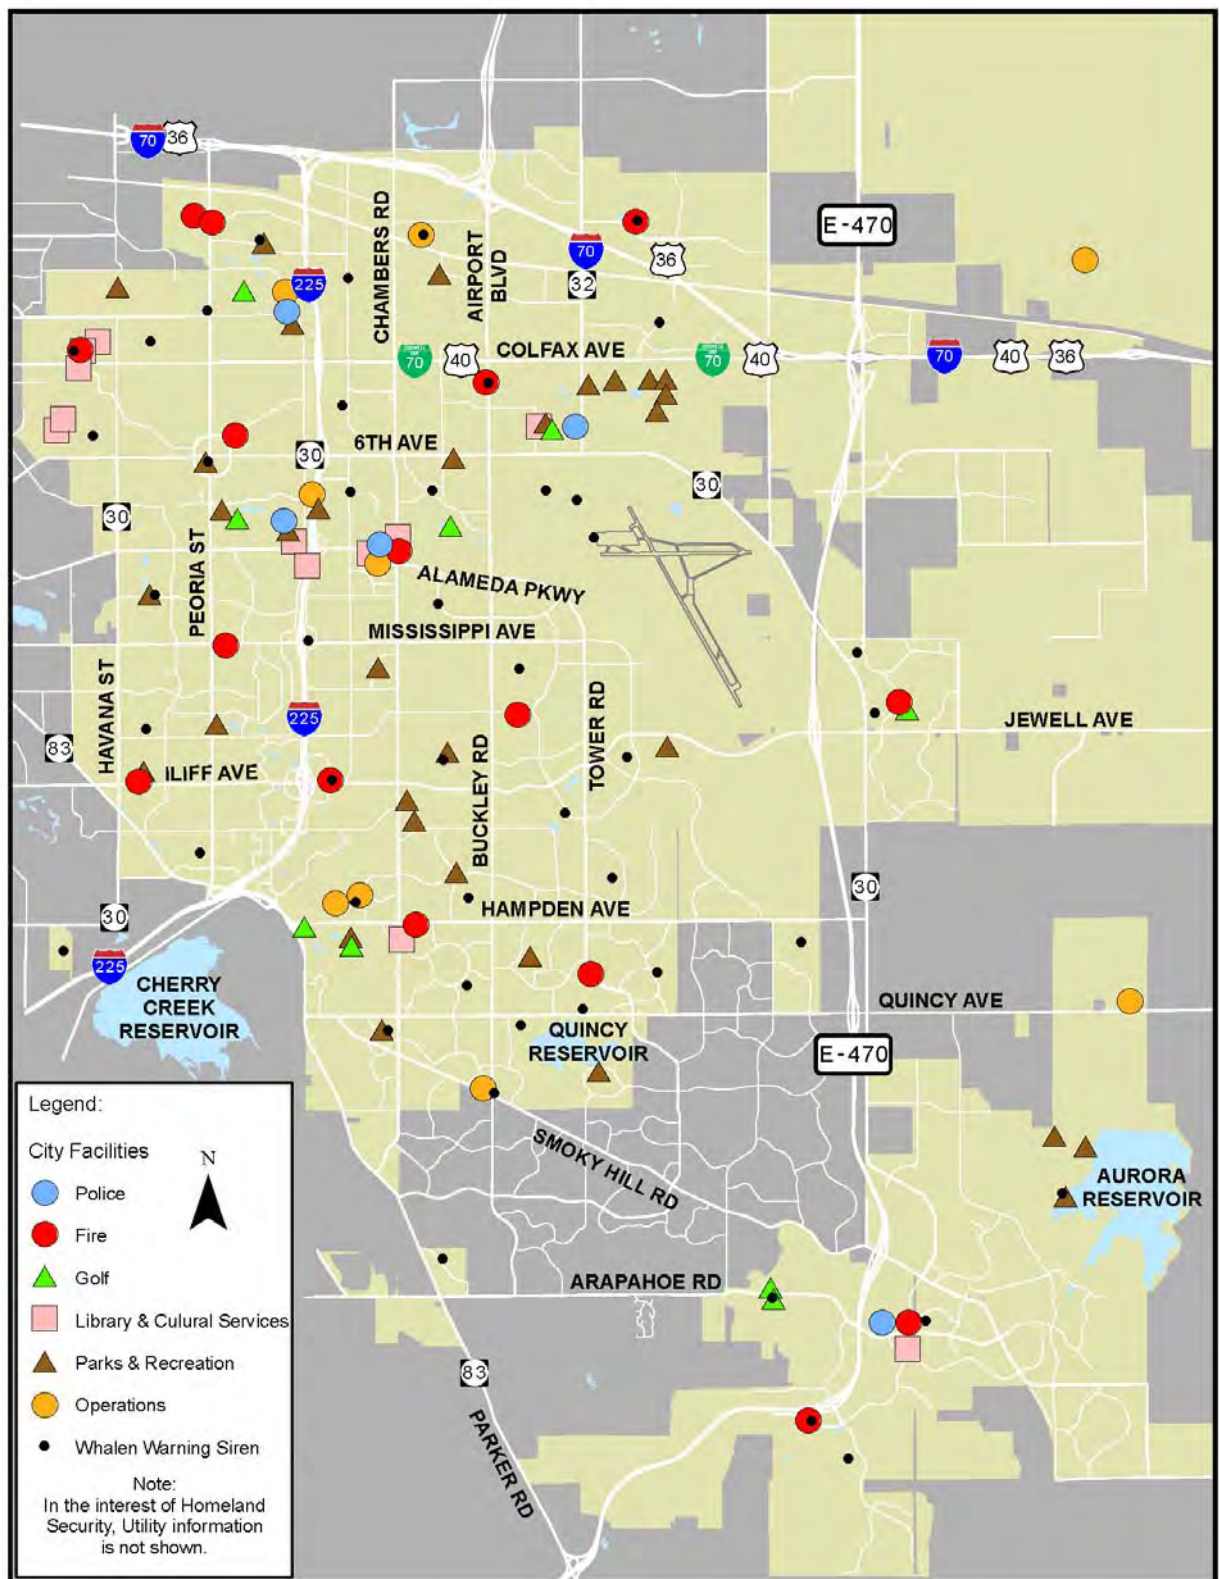 70
36
E-470
CHAMBERS RD
AIRPORT
BLVD
70
36
32
225
COLFAX AVE
70
40
70
40
70
40
36
6TH AVE
30
30
30
PEORIA ST
ALAMEDA PKWY
MISSISSIPPI AVE
HAVANA ST
225
TOWER RD
JEWELL AVE
83
ILIFF AVE
BUCKLEY RD
30
HAMPDEN AVE
30
225
CHERRY
CREEK
RESERVOIR
QUINCY AVE
QUINCY
RESERVOIR
E-470
SMOKY HILL RD
AURORA
RESERVOIR
ARAPAHOE RD
83
PARKER RD
Legend:
City Facilities
N
Police
Fire
Golf
Library & Culural Services
Parks & Recreation
Operations
Whalen Warning Siren
Note:
In the interest of Homeland
Security, Utility information
is not shown.